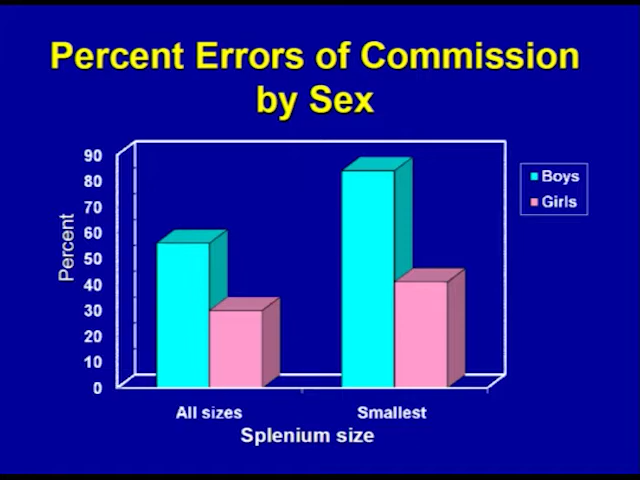 Percent Errors of Commission
by Sex
90
80
70
60
50
40
30
20
10
0
Percent
Boys
Girls
All sizes
Smallest
Splenium size